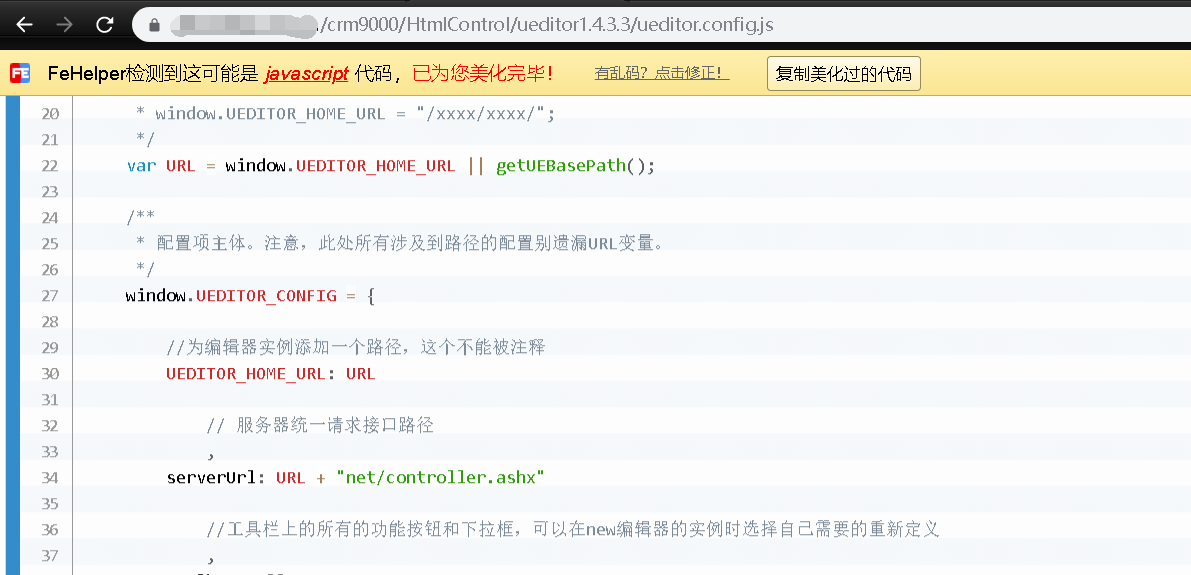 /crm9000/HtmlControl/ueditor1.4.3.3/ueditor.config.js
FE FeHelper检测到这可能是 javascript 代码，已为您美化完毕！ 有乱码？点击修正！ 复制美化过的代码
20 * window.UEDITOR_HOME_URL = "/xxxx/xxxx/";
21 */
22 var URL = window.UEDITOR_HOME_URL || getUEBasePath();
23
24 /**
25 * 配置项主体。注意，此处所有涉及到路径的配置别遗漏URL变量。
26 */
27 window.UEDITOR_CONFIG = {
28
29 //为编辑器实例添加一个路径，这个不能被注释
30 UEDITOR_HOME_URL: URL
31
32 // 服务器统一请求接口路径
33 ,
34 serverUrl: URL + "net/controller.ashx"
35
36 //工具栏上的所有的功能按钮和下拉框，可以在new编辑器的实例时选择自己需要的重新定义
37 ,